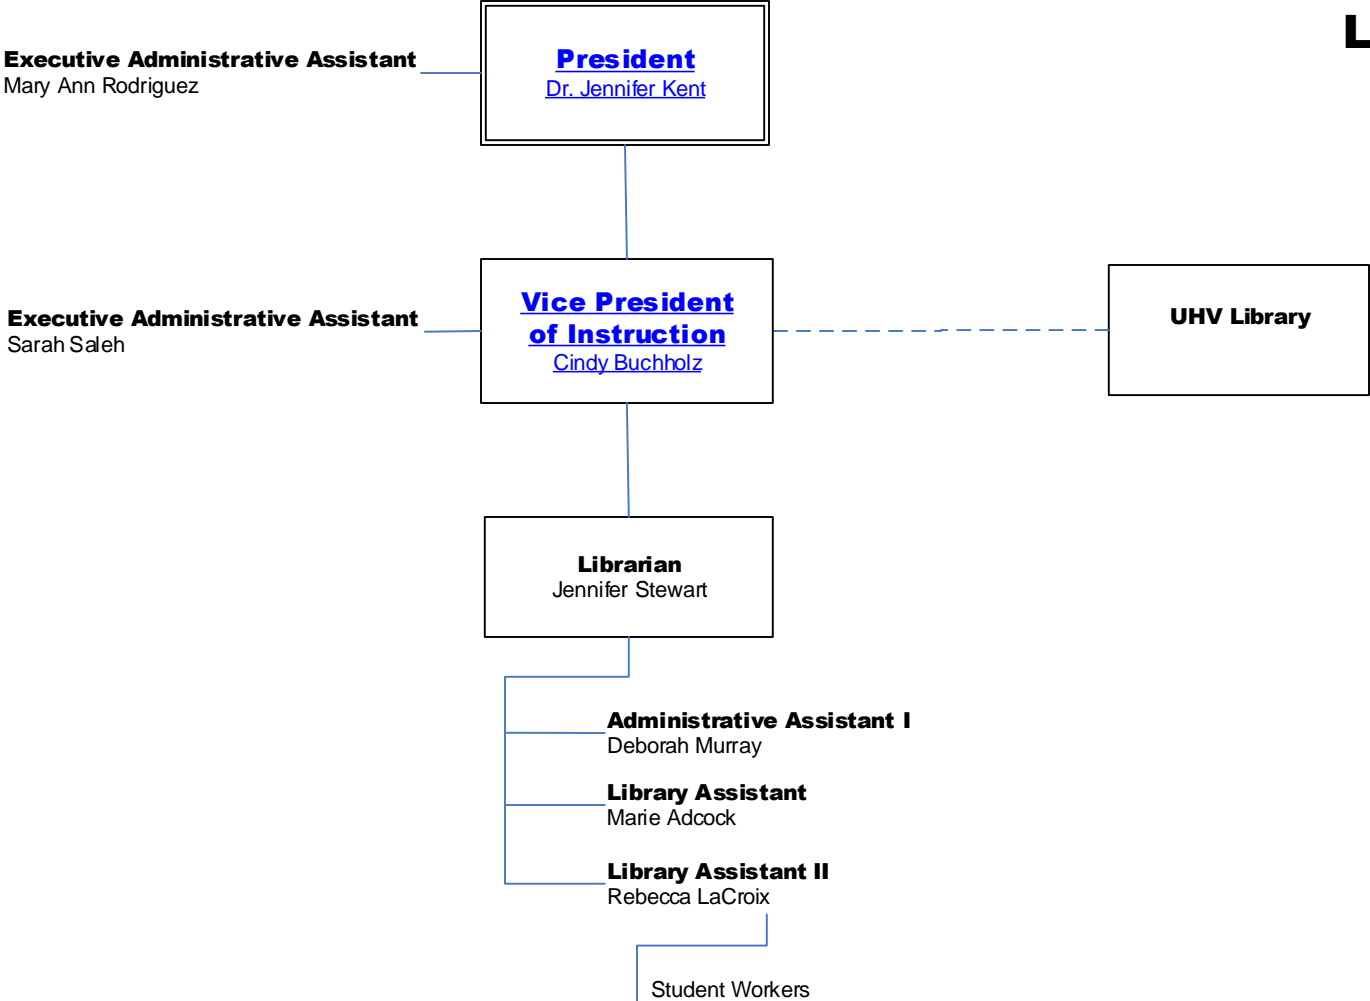 L
Executive Administrative Assistant
Mary Ann Rodriguez
President
Dr. Jennifer Kent
Executive Administrative Assistant
Sarah Saleh
Vice President
of Instruction
Cindy Buchholz
UHV Library
Librarian
Jennifer Stewart
Administrative Assistant I
Deborah Murray
Library Assistant
Marie Adcock
Library Assistant II
Rebecca LaCroix
Student Workers